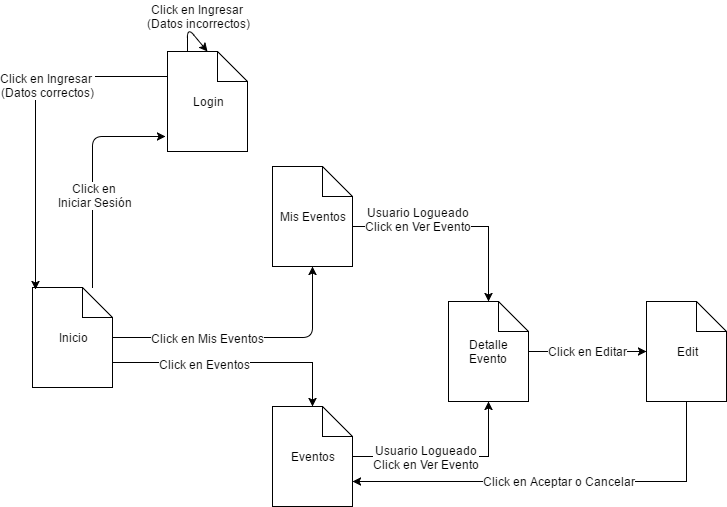 Click en Ingresar
(Datos incorrectos)
Click en Ingresar
(Datos correctos)
Login
Click en
Iniciar Sesión
Mis Eventos
Usuario Logueado
Click en Ver Evento
Inicio
Click en Mis Eventos
Click en Eventos
Detalle
Evento
Click en Editar
Edit
Eventos
Usuario Logueado
Click en Ver Evento
Click en Aceptar o Cancelar